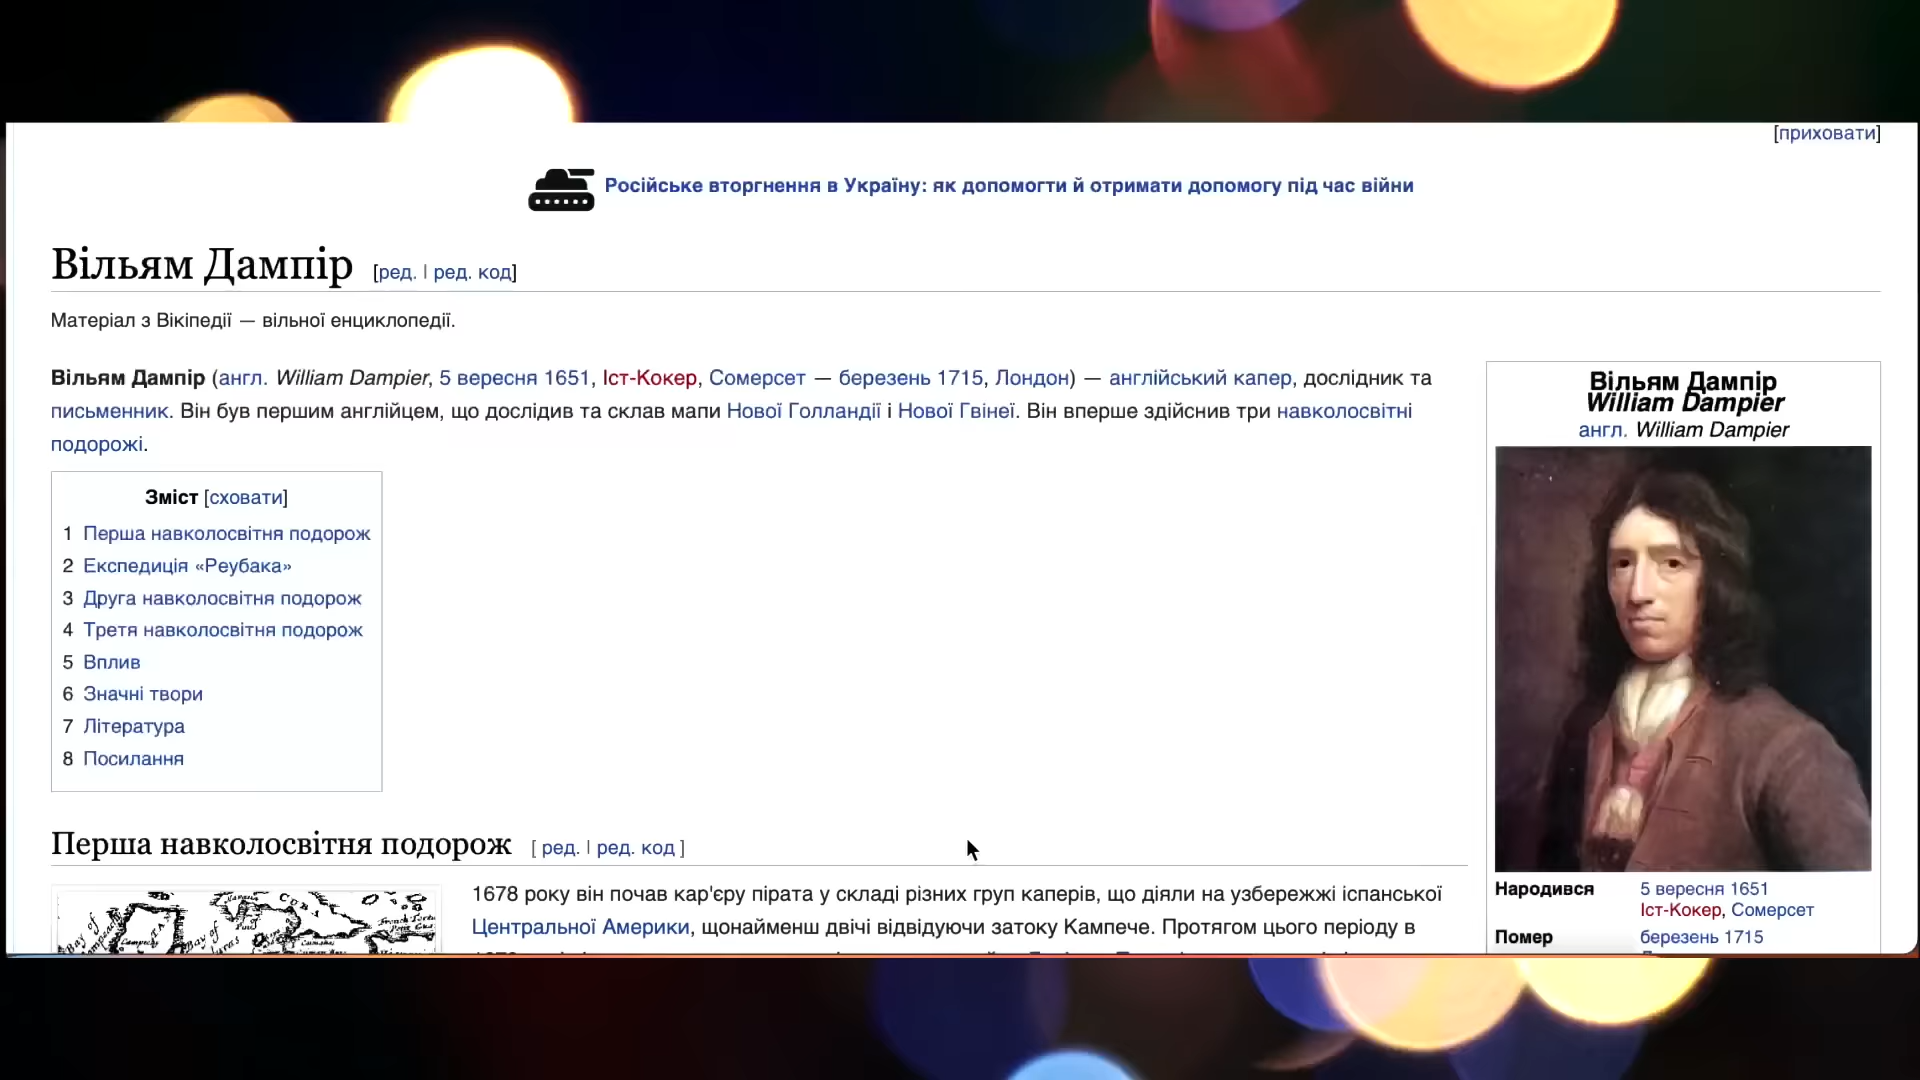 [приховати]
Російське вторгнення в Україну: як допомогти й отримати допомогу під час війни
Вільям Дампір [ред. | ред. код]
Матеріал з Вікіпедії — вільної енциклопедії.
Вільям Дампір (англ. William Dampier, 5 вересня 1651, Іст-Кокер, Сомерсет — березень 1715, Лондон) — англійський капер, дослідник та
письменник. Він був першим англійцем, що дослідив та склав мапи Нової Голландії і Нової Гвінеї. Він вперше здійснив три навколосвітні
подорожі.
Зміст [сховати]
1 Перша навколосвітня подорож
2 Експедиція «Реубака»
3 Друга навколосвітня подорож
4 Третя навколосвітня подорож
5 Вплив
6 Значні твори
7 Література
8 Посилання
Перша навколосвітня подорож [ ред. | ред. код ]
1678 року він почав кар'єру пірата у складі різних груп каперів, що діяли на узбережжі іспанської
Центральної Америки, щонайменш двічі відвідуючи затоку Кампече. Протягом цього періоду в
Bay of
Bay of
CUBA
Вільям Дампір
William Dampier
англ. William Dampier
Народився 5 вересня 1651
Іст-Кокер, Сомерсет
Помер березень 1715